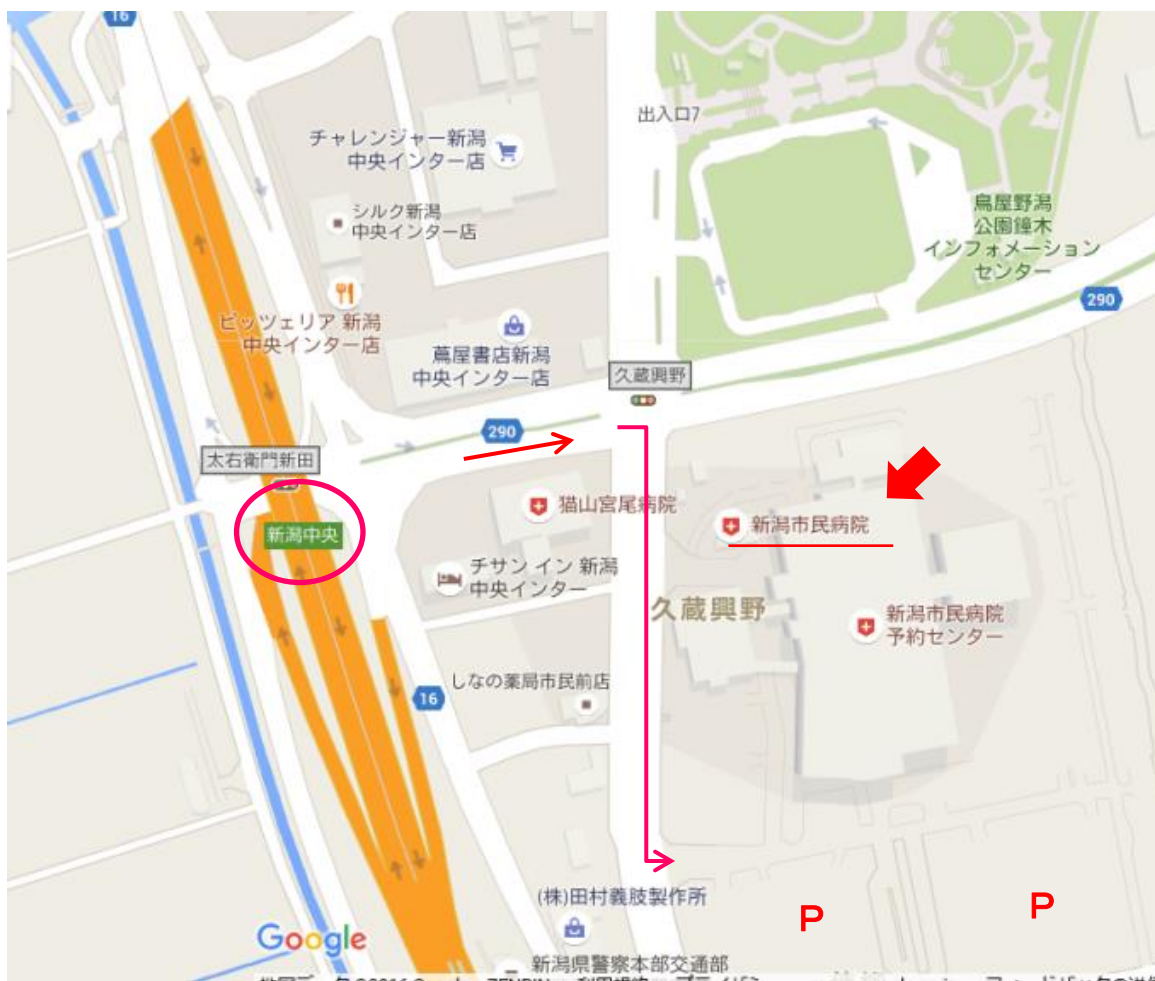 16
出入口7
チャレンジャー新潟
中央インター店
シルク新潟
中央インター店
鳥屋野潟
公園鐘木
インフォメーション
センター
290
ピッツェリア 新潟
中央インター店
蔦屋書店新潟
中央インター店
久蔵興野
290
太右衛門新田
猫山宮尾病院
新潟市民病院
新潟中央
チサン イン 新潟
中央インター
久蔵興野
新潟市民病院
予約センター
しなの薬局市民前店
16
(株)田村義肢製作所
P
P
Google
新潟県警察本部交通部